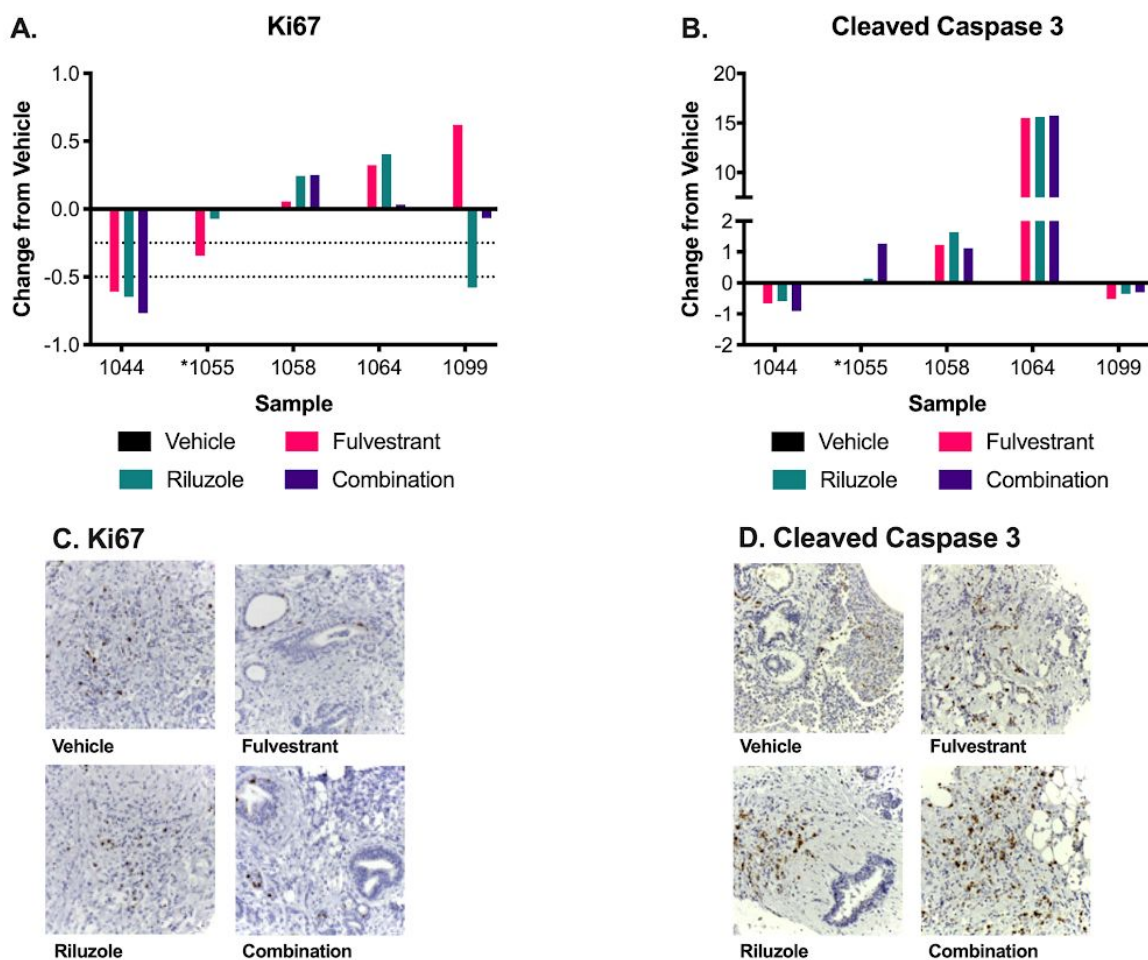 A. Ki67
Change from Vehicle
1.0
0.5
0.0
-0.5
-1.0
1044 *1055 1058 1064 1099
Sample
Vehicle Fulvestrant
Riluzole Combination
B. Cleaved Caspase 3
Change from Vehicle
20
15
10
2
1
0
-1
-2
1044 *1055 1058 1064 1099
Sample
Vehicle Fulvestrant
Riluzole Combination
C. Ki67
Vehicle Fulvestrant
Riluzole Combination
D. Cleaved Caspase 3
Vehicle Fulvestrant
Riluzole Combination